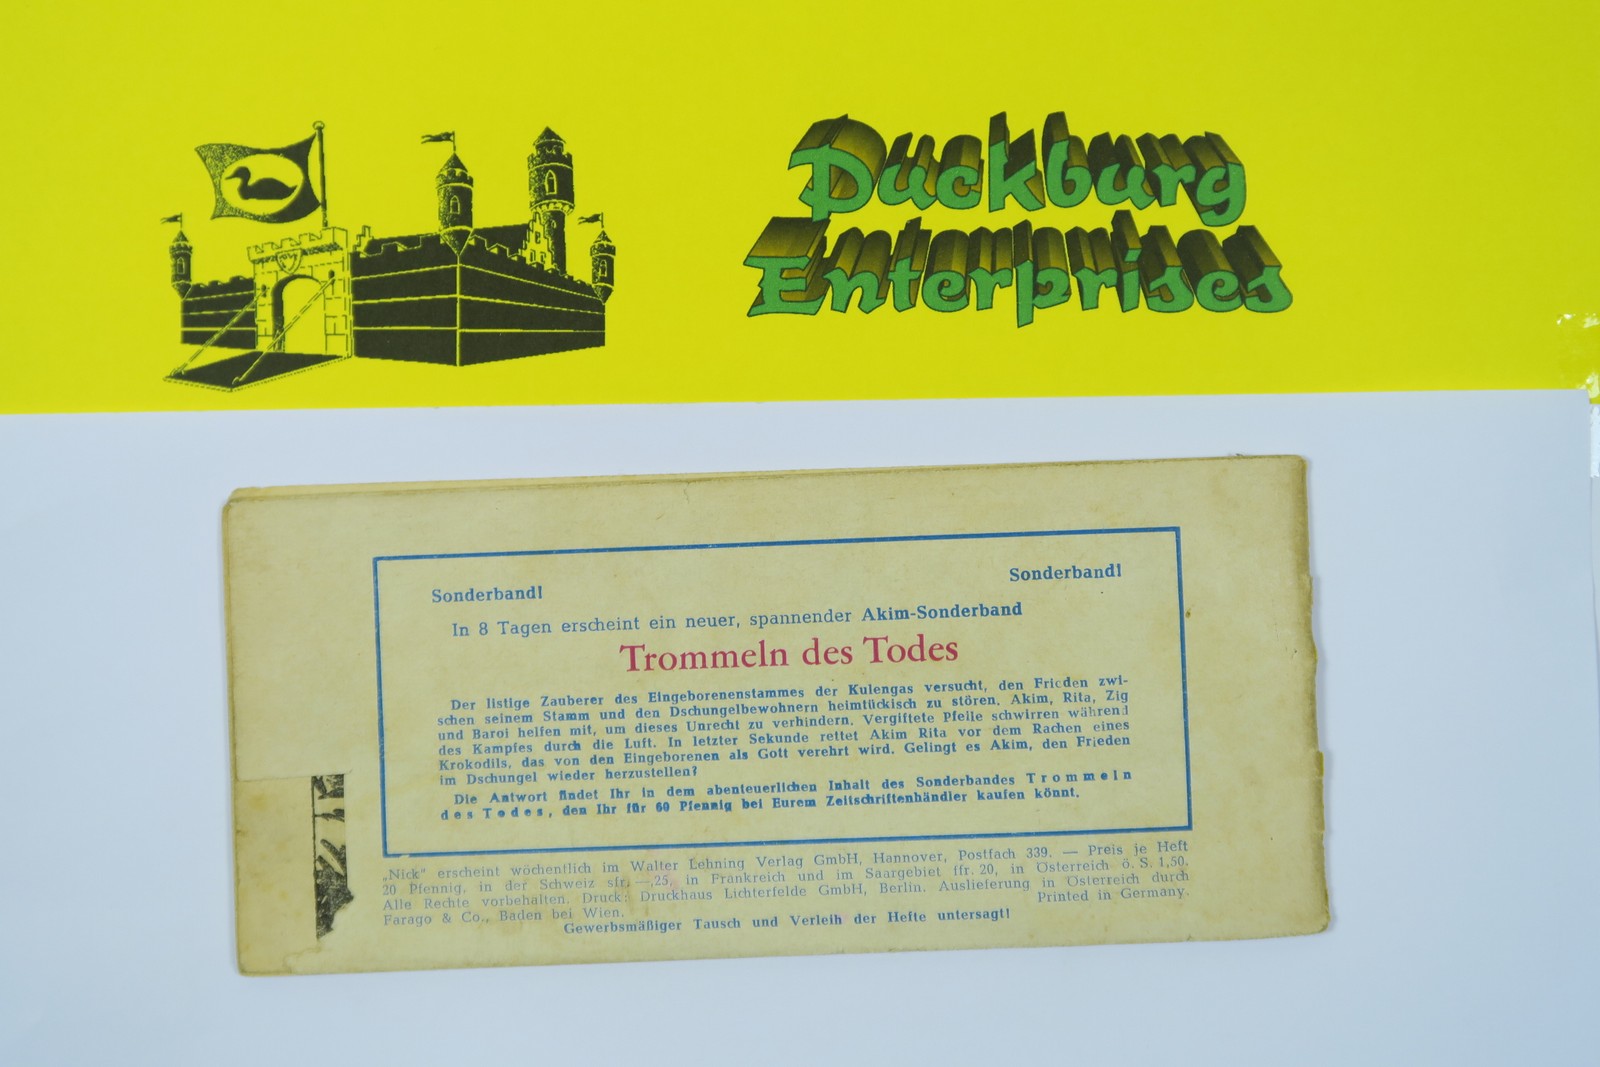 Duckburg
Enterprises
Sonderband!
Sonderband!
In 8 Tagen erscheint ein neuer, spannender Akim-Sonderband
Trommeln des Todes
Der listige Zauberer des Eingeborenenstammes der Kulengas versucht, den Frieden zwi-
schen seinem Stamm und den Dschungelbewohnern heimtückisch zu stören. Akim, Rita, Zig
und Baroi helfen mit, um dieses Unrecht zu verhindern. Vergiftete Pfeile schwirren während
des Kampfes durch die Luft. In letzter Sekunde rettet Akim Rita vor dem Rachen eines
Krokodils, das von den Eingeborenen als Gott verehrt wird. Gelingt es Akim, den Frieden
im Dschungel wieder herzustellen?
Die Antwort findet Ihr in dem abenteuerlichen Inhalt des Sonderbandes Trommeln
des Todes, den Ihr für 60 Pfennig bei Eurem Zeitschriftenhändler kaufen könnt.
„Nick" erscheint wöchentlich im Walter Lehning Verlag GmbH, Hannover, Postfach 339. — Preis je Heft
20 Pfennig, in der Schweiz sfr. —,25, in Frankreich und im Saargebiet ffr. 20, in Österreich ö. S. 1,50.
Alle Rechte vorbehalten. Druck: Druckhaus Lichterfelde GmbH, Berlin. Auslieferung in Österreich durch
Farago & Co., Baden bei Wien. Printed in Germany.
Gewerbsmäßiger Tausch und Verleih der Hefte untersagt!